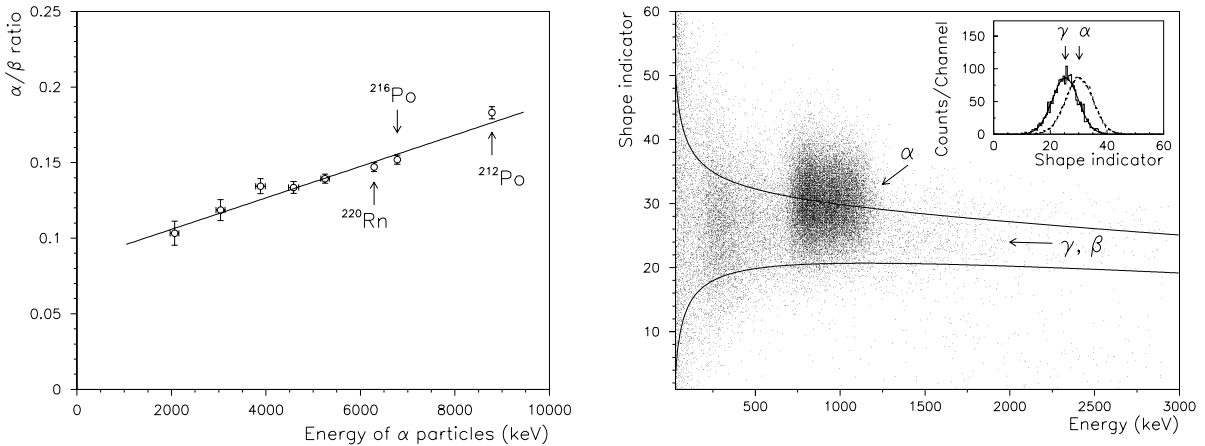 α/β ratio
0.25
0.2
0.15
0.1
0.05
0
0
2000
4000
6000
8000
10000
Energy of α particles (keV)
²¹⁶Po
²²⁰Rn
²¹²Po
Shape indicator
60
50
40
30
20
10
500
1000
1500
2000
2500
3000
Energy (keV)
α
γ, β
Counts/Channel
150
100
50
0
0
20
40
60
Shape indicator
γ
α